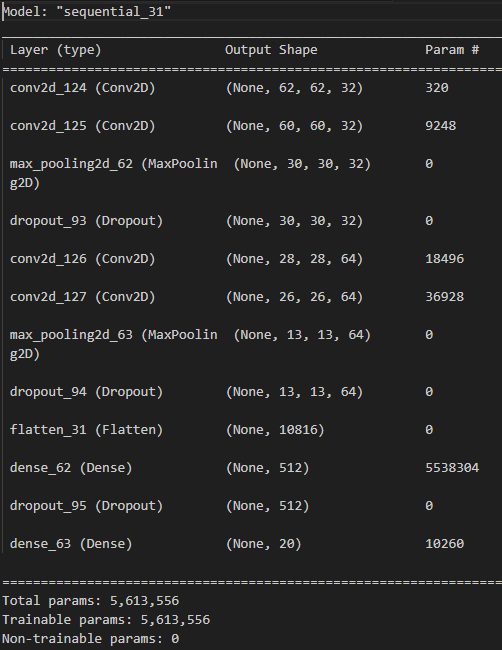 Model: "sequential_31"
Layer (type) Output Shape Param #
=================================================================
conv2d_124 (Conv2D) (None, 62, 62, 32) 320
conv2d_125 (Conv2D) (None, 60, 60, 32) 9248
max_pooling2d_62 (MaxPoolin (None, 30, 30, 32) 0
g2D)
dropout_93 (Dropout) (None, 30, 30, 32) 0
conv2d_126 (Conv2D) (None, 28, 28, 64) 18496
conv2d_127 (Conv2D) (None, 26, 26, 64) 36928
max_pooling2d_63 (MaxPoolin (None, 13, 13, 64) 0
g2D)
dropout_94 (Dropout) (None, 13, 13, 64) 0
flatten_31 (Flatten) (None, 10816) 0
dense_62 (Dense) (None, 512) 5538304
dropout_95 (Dropout) (None, 512) 0
dense_63 (Dense) (None, 20) 10260
=================================================================
Total params: 5,613,556
Trainable params: 5,613,556
Non-trainable params: 0